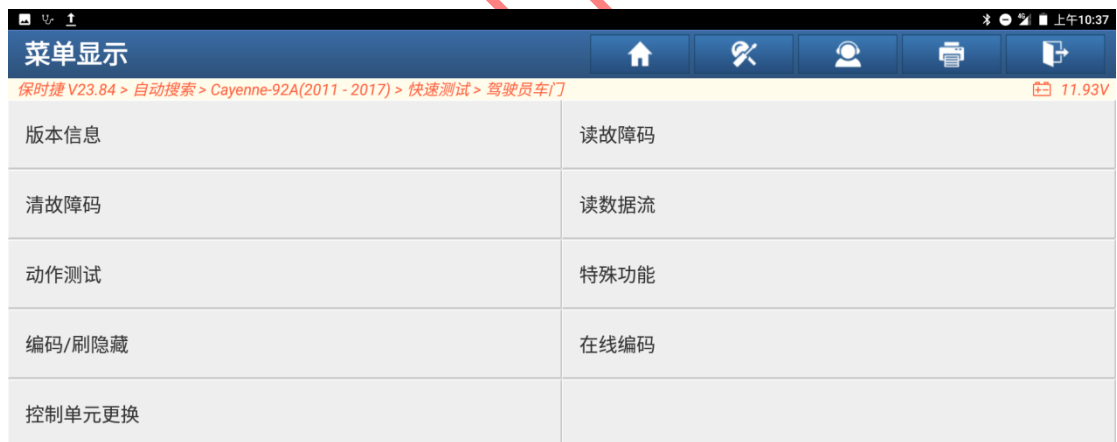 上午10:37
菜单显示
保时捷 V23.84 > 自动搜索 > Cayenne-92A(2011 - 2017) > 快速测试 > 驾驶员车门
11.93V
版本信息
读故障码
清故障码
读数据流
动作测试
特殊功能
编码/刷隐藏
在线编码
控制单元更换